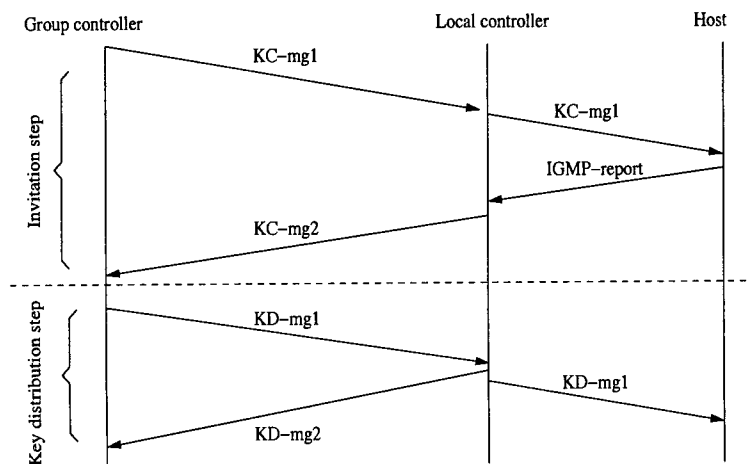 Group controller
Local controller
Host
KC-mg1
KC-mg1
IGMP-report
KC-mg2
Invitation step
KD-mg1
KD-mg1
KD-mg2
Key distribution step